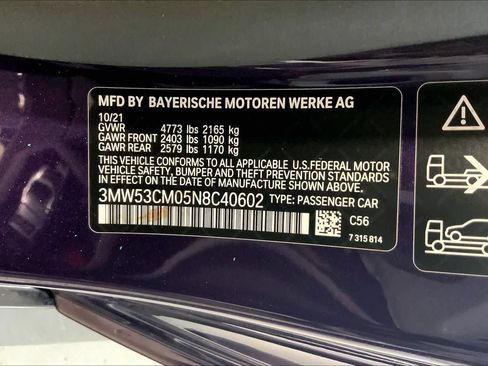 MFD BY BAYERISCHE MOTOREN WERKE AG
10/21
GVWR 4773 lbs 2165 kg
GAWR FRONT 2403 lbs 1090 kg
GAWR REAR 2579 lbs 1170 kg
THIS VEHICLE CONFORMS TO ALL APPLICABLE U.S.FEDERAL MOTOR
VEHICLE SAFETY, BUMPER AND THEFT PREVENTION STANDARDS
IN EFFECT ON THE DATE OF MANUFACTURE SHOWN ABOVE.
3MW53CM05N8C40602 TYPE: PASSENGER CAR
C56
7 315 814